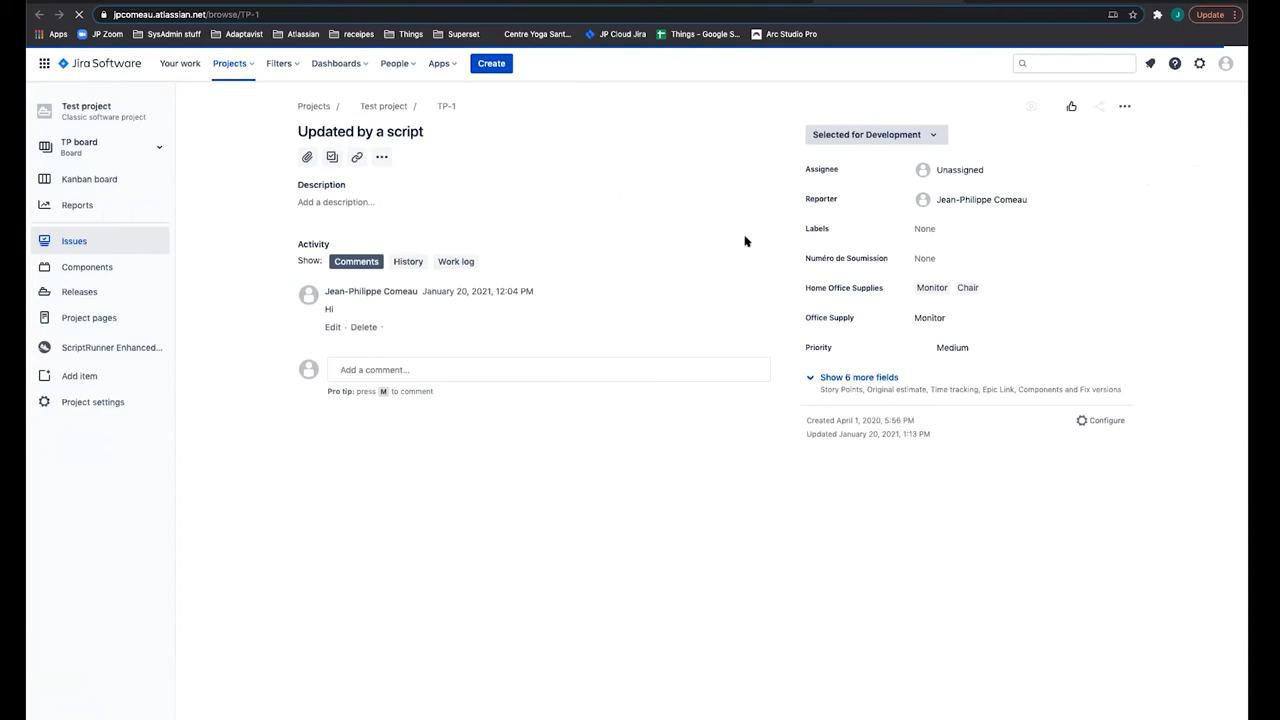 jpcomeau.atlassian.net/browse/TP-1
Update
Apps JP Zoom SysAdmin stuff Adaptavist Atlassian receipes Things Superset Centre Yoga Sant... JP Cloud Jira Things - Google S... Arc Studio Pro
Jira Software Your work Projects Filters Dashboards People Apps Create
Test project
Classic software project
TP board
Board
Kanban board
Reports
Issues
Components
Releases
Project pages
ScriptRunner Enhanced...
Add item
Project settings
Projects / Test project / TP-1
Updated by a script
Description
Add a description...
Activity
Show: Comments History Work log
Jean-Philippe Comeau January 20, 2021, 12:04 PM
Hi
Edit · Delete ·
Add a comment...
Pro tip: press M to comment
Selected for Development
Assignee Unassigned
Reporter Jean-Philippe Comeau
Labels None
Numéro de Soumission None
Home Office Supplies Monitor Chair
Office Supply Monitor
Priority Medium
Show 6 more fields
Story Points, Original estimate, Time tracking, Epic Link, Components and Fix versions
Created April 1, 2020, 5:56 PM
Configure
Updated January 20, 2021, 1:13 PM